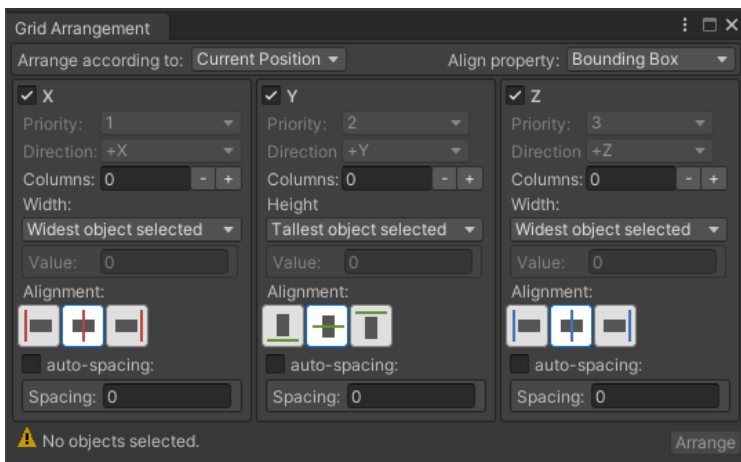 Grid Arrangement
Arrange according to: Current Position Align property: Bounding Box
X
Priority: 1
Direction: +X
Columns: 0 - +
Width:
Widest object selected
Value: 0
Alignment:
auto-spacing:
Spacing: 0
Y
Priority: 2
Direction +Y
Columns: 0 - +
Height
Tallest object selected
Value: 0
Alignment:
auto-spacing:
Spacing: 0
Z
Priority: 3
Direction +Z
Columns: 0 - +
Width:
Widest object selected
Value: 0
Alignment:
auto-spacing:
Spacing: 0
No objects selected.
Arrange